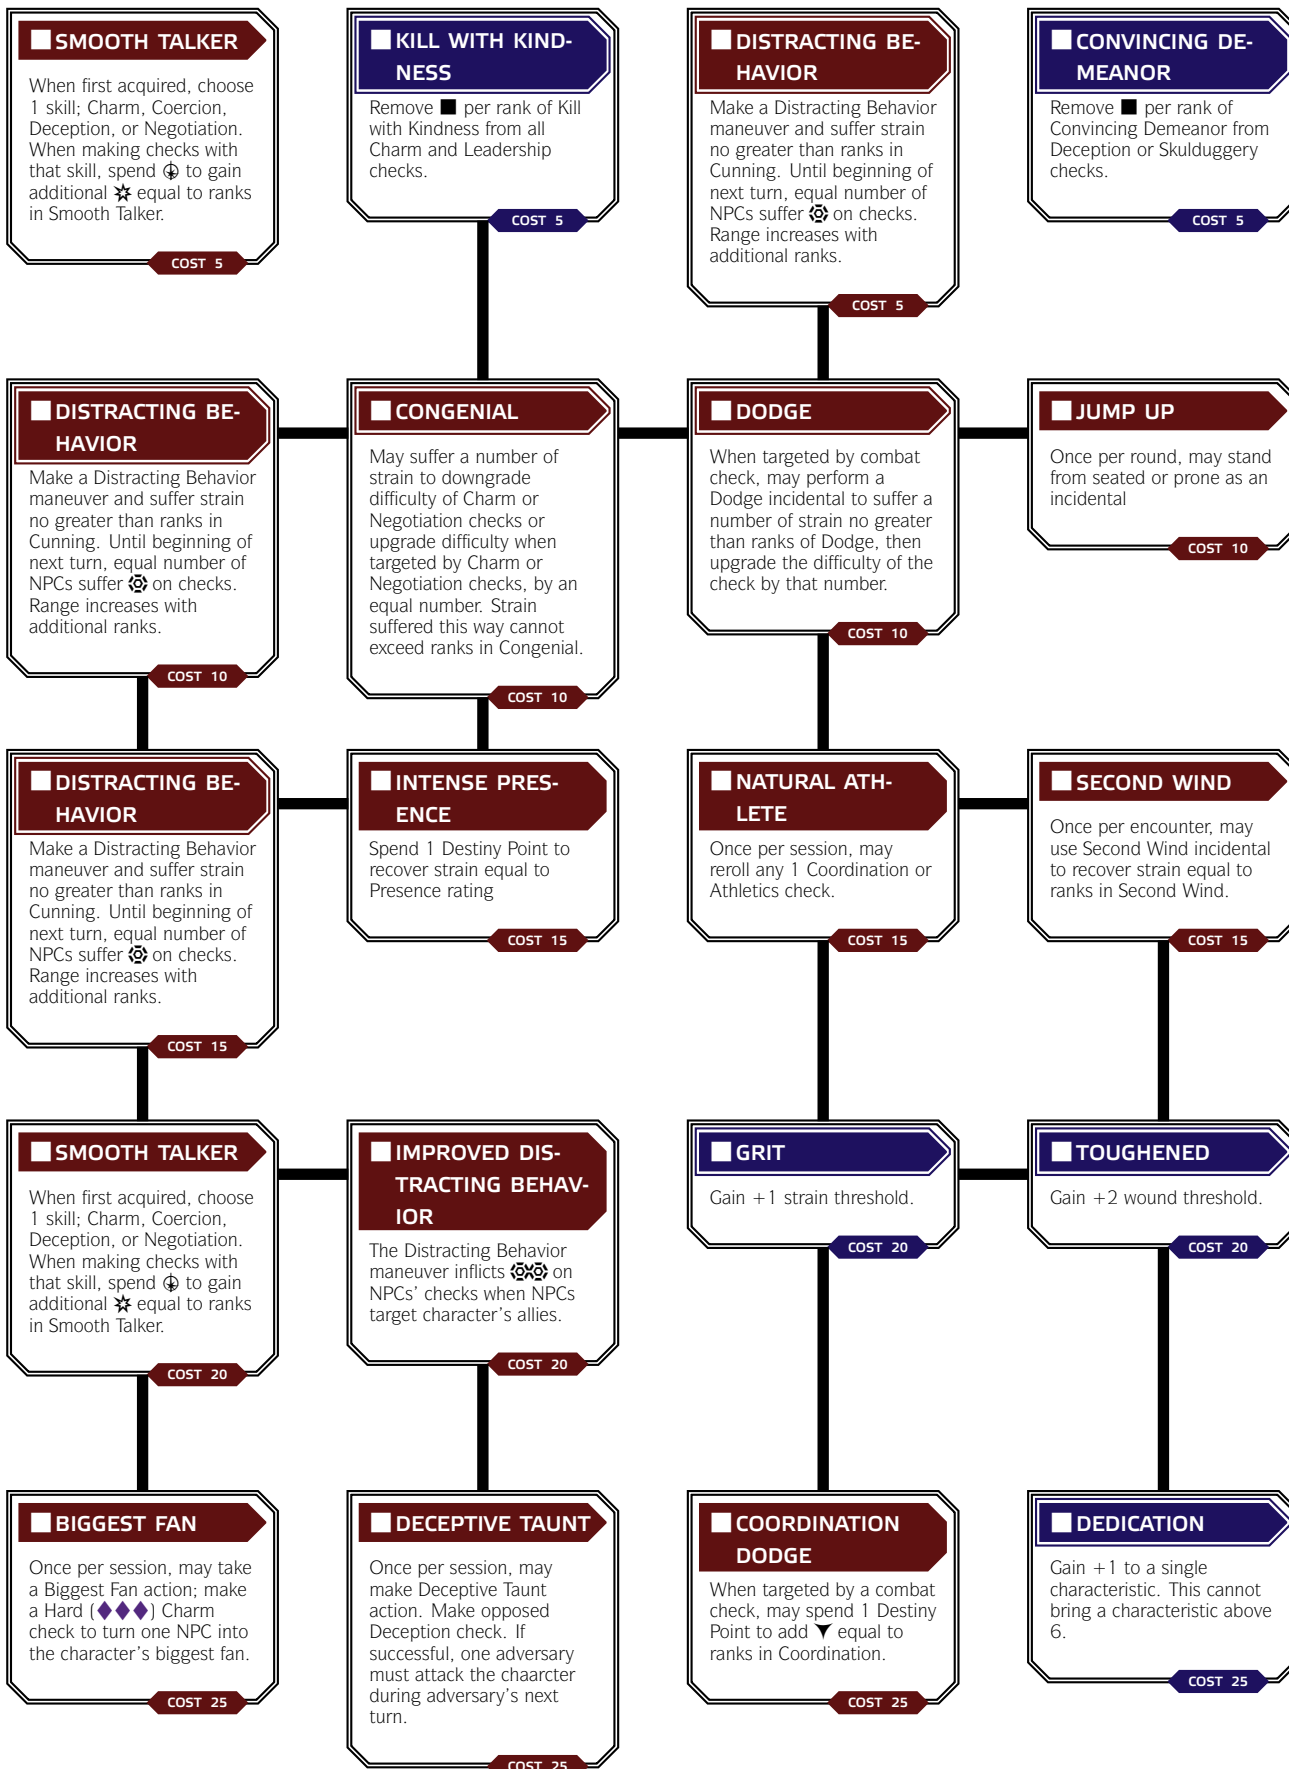 SMOOTH TALKER
When first acquired, choose
1 skill; Charm, Coercion,
Deception, or Negotiation.
When making checks with
that skill, spend to gain
additional equal to ranks
in Smooth Talker.
COST 5
KILL WITH KIND-
NESS
Remove ■ per rank of Kill
with Kindness from all
Charm and Leadership
checks.
COST 5
DISTRACTING BE-
HAVIOR
Make a Distracting Behavior
maneuver and suffer strain
no greater than ranks in
Cunning. Until beginning of
next turn, equal number of
NPCs suffer on checks.
Range increases with
additional ranks.
COST 5
CONVINCING DE-
MEANOR
Remove ■ per rank of
Convincing Demeanor from
Deception or Skulduggery
checks.
COST 5
DISTRACTING BE-
HAVIOR
Make a Distracting Behavior
maneuver and suffer strain
no greater than ranks in
Cunning. Until beginning of
next turn, equal number of
NPCs suffer on checks.
Range increases with
additional ranks.
COST 10
CONGENIAL
May suffer a number of
strain to downgrade
difficulty of Charm or
Negotiation checks or
upgrade difficulty when
targeted by Charm or
Negotiation checks, by an
equal number. Strain
suffered this way cannot
exceed ranks in Congenial.
COST 10
DODGE
When targeted by combat
check, may perform a
Dodge incidental to suffer a
number of strain no greater
than ranks of Dodge, then
upgrade the difficulty of the
check by that number.
COST 10
JUMP UP
Once per round, may stand
from seated or prone as an
incidental
COST 10
DISTRACTING BE-
HAVIOR
Make a Distracting Behavior
maneuver and suffer strain
no greater than ranks in
Cunning. Until beginning of
next turn, equal number of
NPCs suffer on checks.
Range increases with
additional ranks.
COST 15
INTENSE PRES-
ENCE
Spend 1 Destiny Point to
recover strain equal to
Presence rating
COST 15
NATURAL ATH-
LETE
Once per session, may
reroll any 1 Coordination or
Athletics check.
COST 15
SECOND WIND
Once per encounter, may
use Second Wind incidental
to recover strain equal to
ranks in Second Wind.
COST 15
SMOOTH TALKER
When first acquired, choose
1 skill; Charm, Coercion,
Deception, or Negotiation.
When making checks with
that skill, spend to gain
additional equal to ranks
in Smooth Talker.
COST 20
IMPROVED DIS-
TRACTING BEHAV-
IOR
The Distracting Behavior
maneuver inflicts on
NPCs' checks when NPCs
target character's allies.
COST 20
GRIT
Gain +1 strain threshold.
COST 20
TOUGHENED
Gain +2 wound threshold.
COST 20
BIGGEST FAN
Once per session, may take
a Biggest Fan action; make
a Hard (♦♦♦) Charm
check to turn one NPC into
the character's biggest fan.
COST 25
DECEPTIVE TAUNT
Once per session, may
make Deceptive Taunt
action. Make opposed
Deception check. If
successful, one adversary
must attack the chaarcter
during adversary's next
turn.
COST 25
COORDINATION
DODGE
When targeted by a combat
check, may spend 1 Destiny
Point to add equal to
ranks in Coordination.
COST 25
DEDICATION
Gain +1 to a single
characteristic. This cannot
bring a characteristic above
6.
COST 25